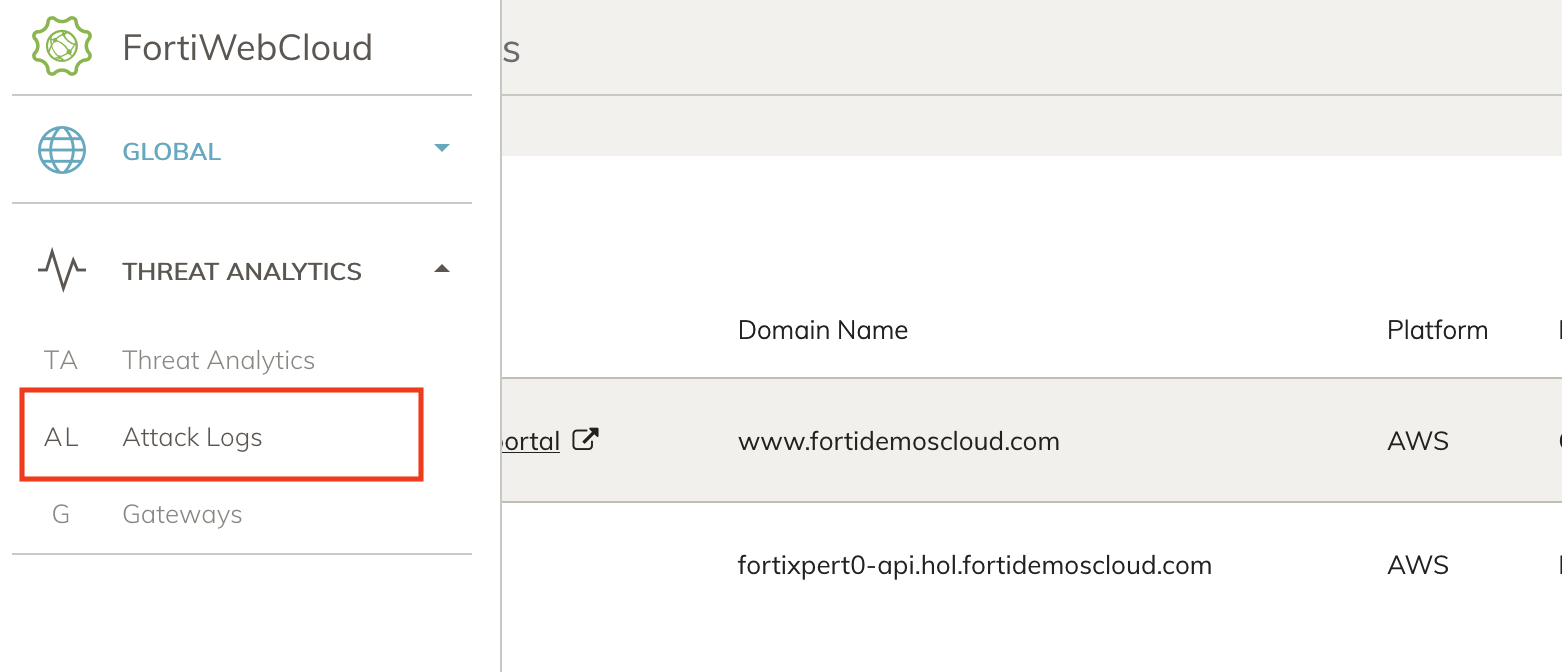 FortiWebCloud
GLOBAL
THREAT ANALYTICS
TA Threat Analytics
AL Attack Logs
G Gateways
Domain Name Platform
www.fortidemoscloud.com AWS
fortixpert0-api.hol.fortidemoscloud.com AWS